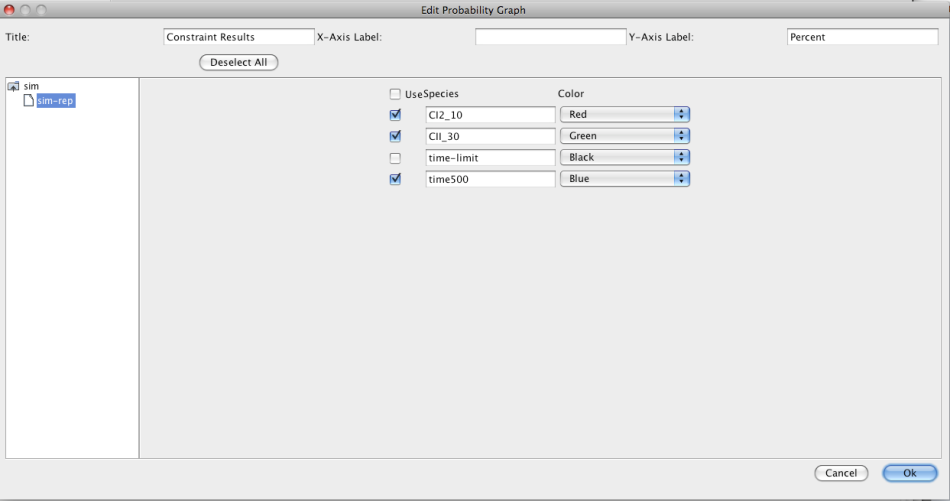 Edit Probability Graph
Title: Constraint Results X-Axis Label: Y-Axis Label: Percent
Deselect All
sim
sim-rep
Use Species Color
CI2_10 Red
CII_30 Green
time-limit Black
time500 Blue
Cancel Ok